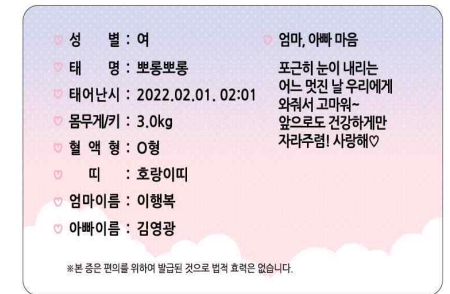 성 별 : 여
태 명 : 뽀롱뽀롱
태어난시 : 2022.02.01. 02:01
몸무게/키 : 3.0kg
혈 액 형 : O형
띠 : 호랑이띠
엄마이름 : 이행복
아빠이름 : 김영광
엄마, 아빠 마음
포근히 눈이 내리는
어느 멋진 날 우리에게
와줘서 고마워~
앞으로도 건강하게만
자라주렴! 사랑해♡
※본 증은 편의를 위하여 발급된 것으로 법적 효력은 없습니다.